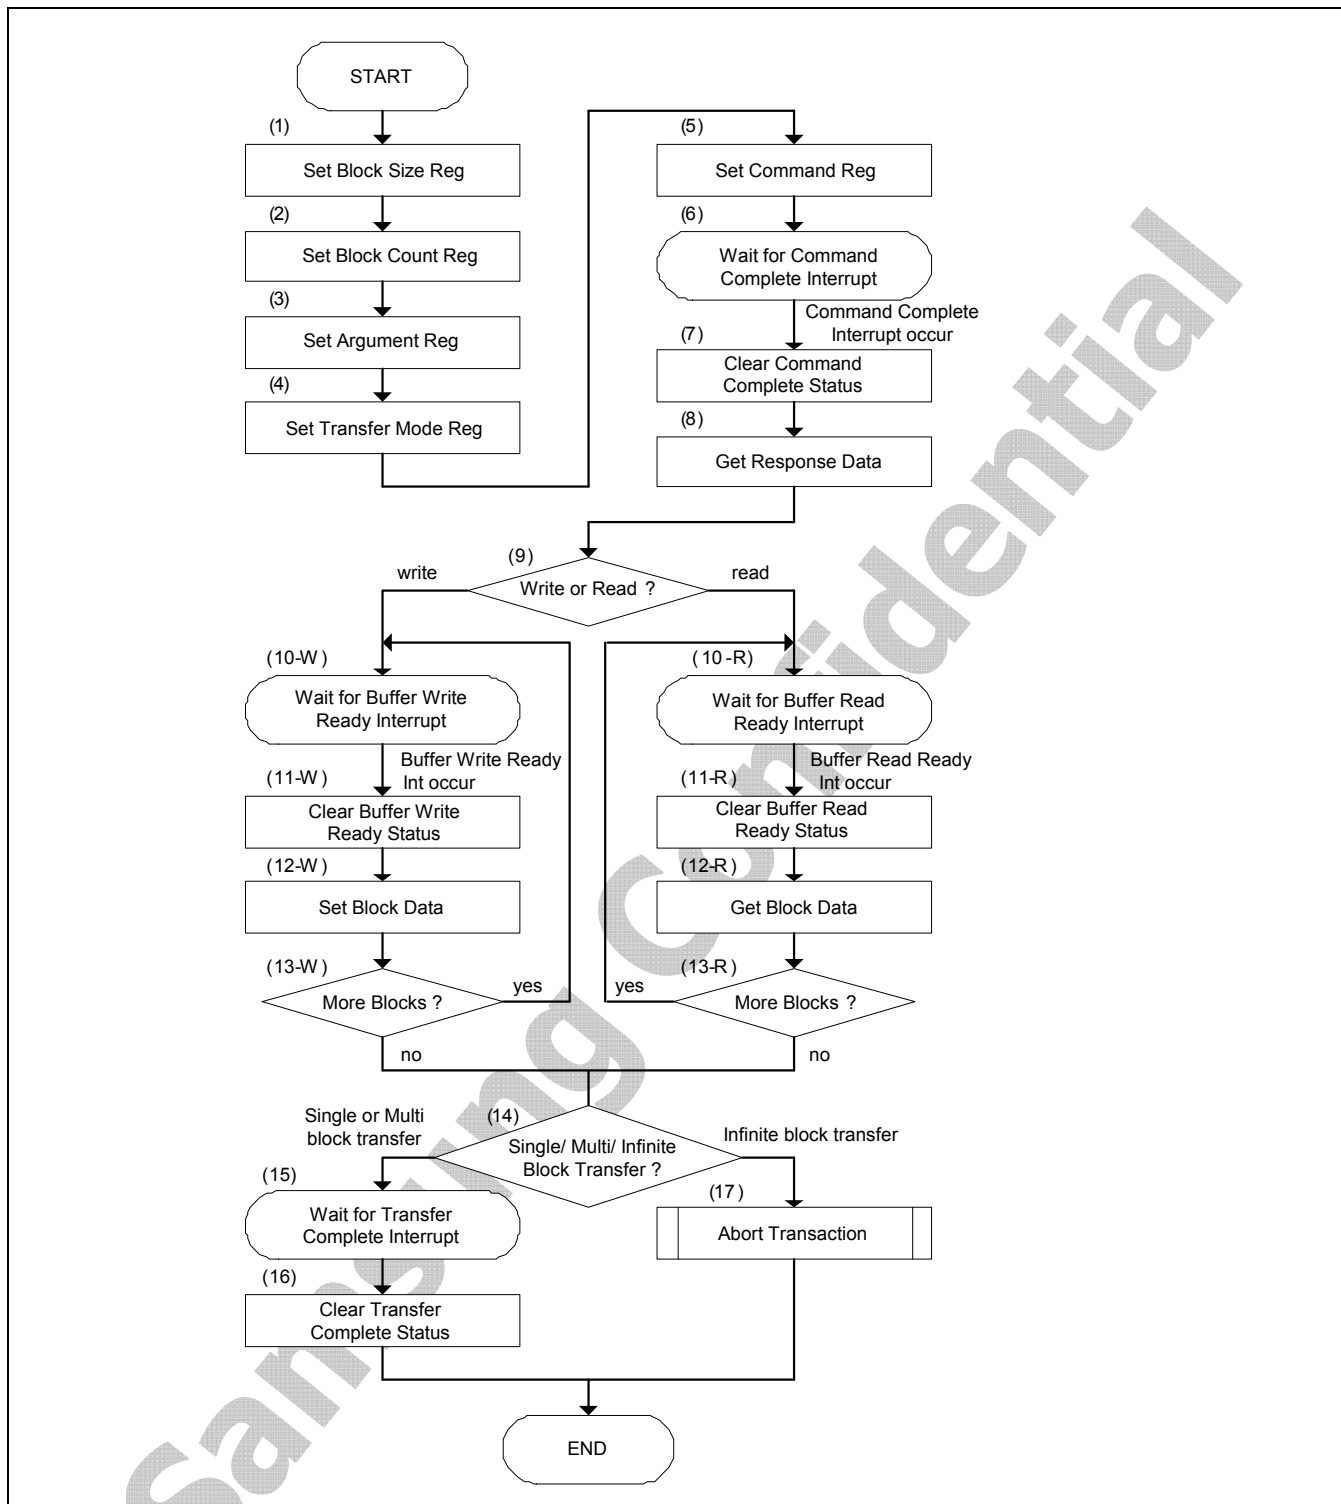 START
(1)
Set Block Size Reg
(2)
Set Block Count Reg
(3)
Set Argument Reg
(4)
Set Transfer Mode Reg
(5)
Set Command Reg
(6)
Wait for Command
Complete Interrupt
Command Complete
Interrupt occur
(7)
Clear Command
Complete Status
(8)
Get Response Data
(9)
write
Write or Read ?
read
(10-W)
Wait for Buffer Write
Ready Interrupt
Buffer Write Ready
Int occur
(11-W)
Clear Buffer Write
Ready Status
(12-W)
Set Block Data
(13-W)
More Blocks ?
yes
no
(10-R)
Wait for Buffer Read
Ready Interrupt
Buffer Read Ready
Int occur
(11-R)
Clear Buffer Read
Ready Status
(12-R)
Get Block Data
(13-R)
yes
More Blocks ?
no
Single or Multi
block transfer
(14)
Single/ Multi/ Infinite
Block Transfer ?
Infinite block transfer
(15)
Wait for Transfer
Complete Interrupt
(16)
Clear Transfer
Complete Status
(17)
Abort Transaction
END
Samsung Confidential